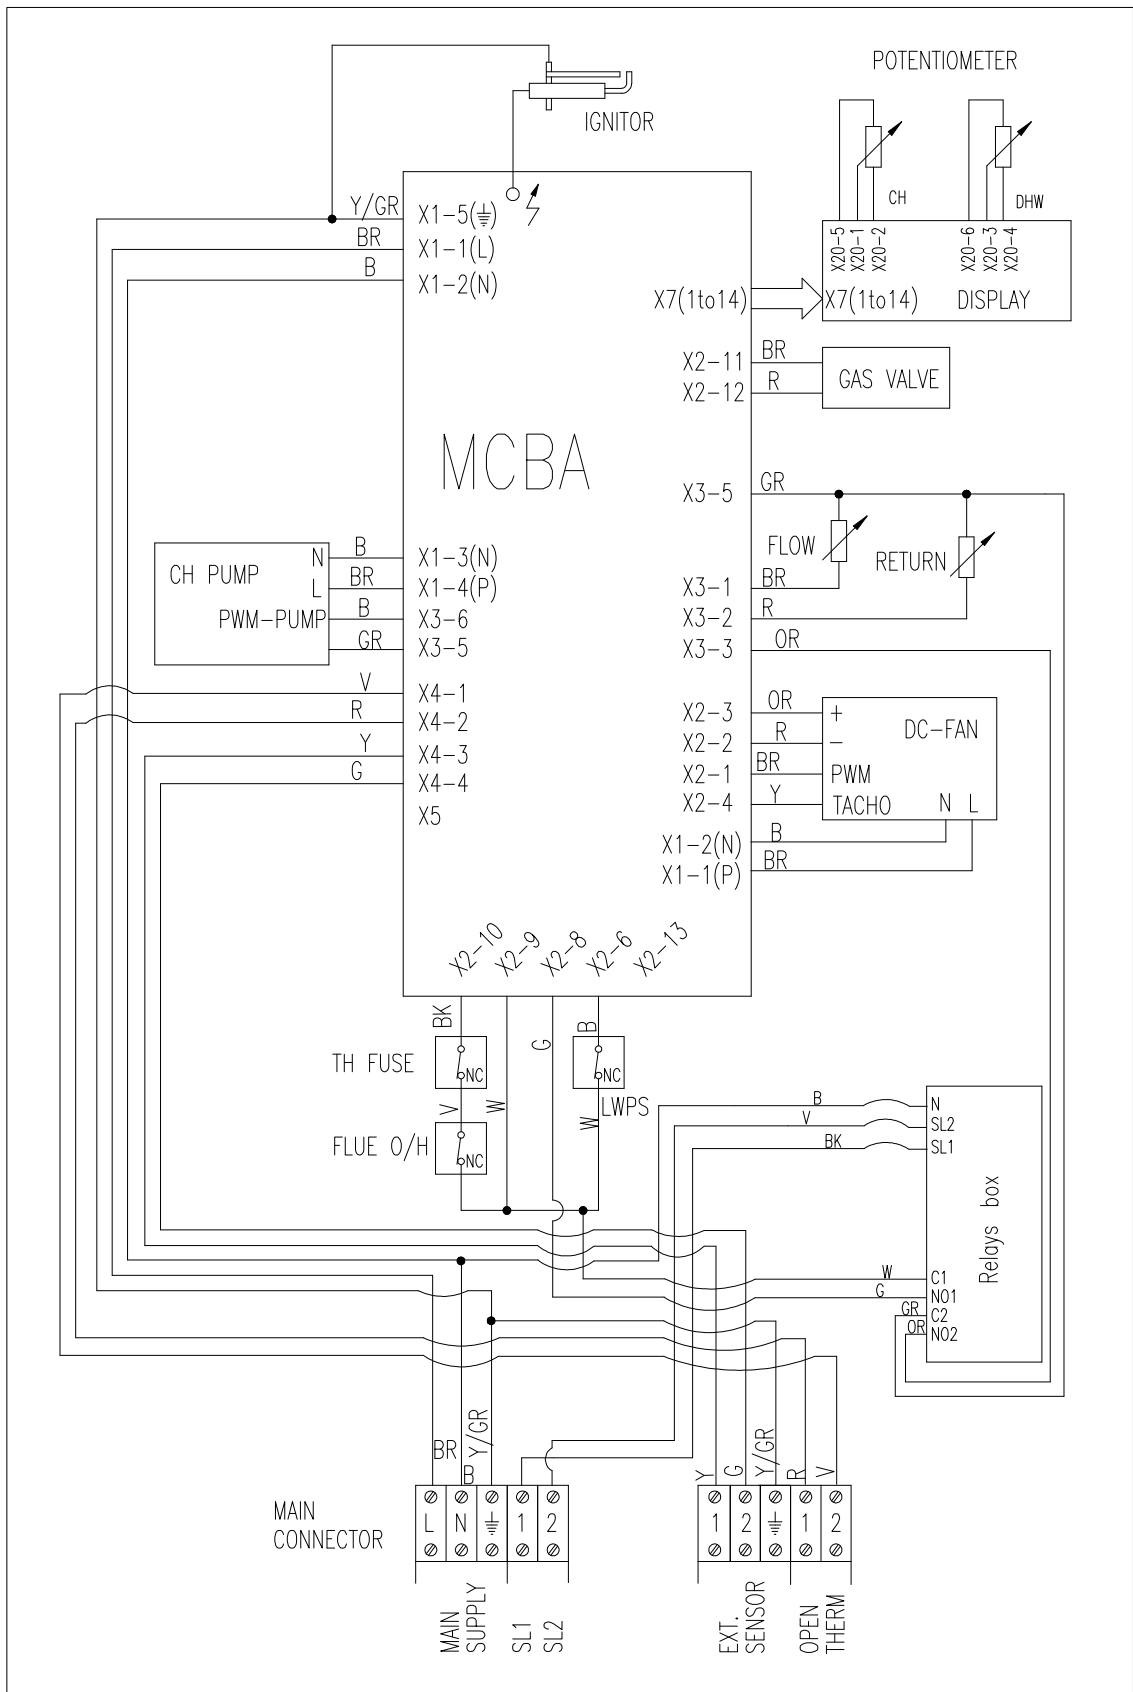 POTENTIOMETER
IGNITOR
CH
DHW
X20-5
X20-1
X20-2
X20-6
X20-3
X20-4
X7(1to14)
DISPLAY
Y/GR
X1-5(⏚)
BR
X1-1(L)
B
X1-2(N)
X7(1to14)
X2-11
BR
X2-12
R
GAS VALVE
MCBA
X3-5
GR
FLOW
RETURN
CH PUMP
N
B
X1-3(N)
L
BR
X1-4(P)
PWM-PUMP
B
X3-6
GR
X3-5
X3-1
BR
X3-2
R
X3-3
OR
V
X4-1
R
X4-2
Y
X4-3
G
X4-4
X5
X2-3
OR
+
DC-FAN
X2-2
R
-
X2-1
BR
PWM
X2-4
Y
TACHO
N
L
X1-2(N)
B
X1-1(P)
BR
X2-10
X2-9
X2-8
X2-6
X2-13
BK
G
B
TH FUSE
NC
NC
V
W
W
LWPS
FLUE O/H
NC
B
N
V
SL2
BK
SL1
Relays box
W
C1
G
NO1
GR
C2
OR
NO2
BR
B
Y/GR
Y
G
Y/GR
R
V
MAIN
CONNECTOR
L
N
⏚
1
2
1
2
⏚
1
2
MAIN
SUPPLY
SL1
SL2
EXT.
SENSOR
OPEN
THERM